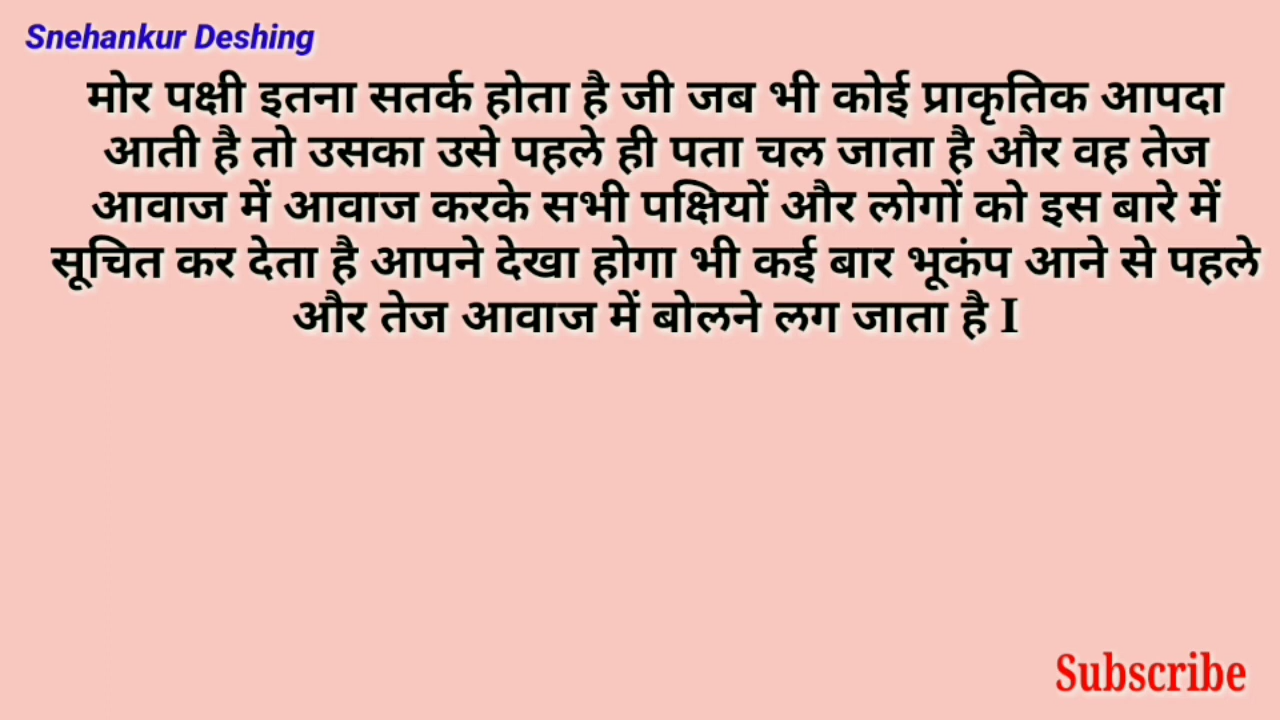 Snehankur Deshing
मोर पक्षी इतना सतर्क होता है जी जब भी कोई प्राकृतिक आपदा
आती है तो उसका उसे पहले ही पता चल जाता है और वह तेज
आवाज में आवाज करके सभी पक्षियों और लोगों को इस बारे में
सूचित कर देता है आपने देखा होगा भी कई बार भूकंप आने से पहले
और तेज आवाज में बोलने लग जाता है I
Subscribe